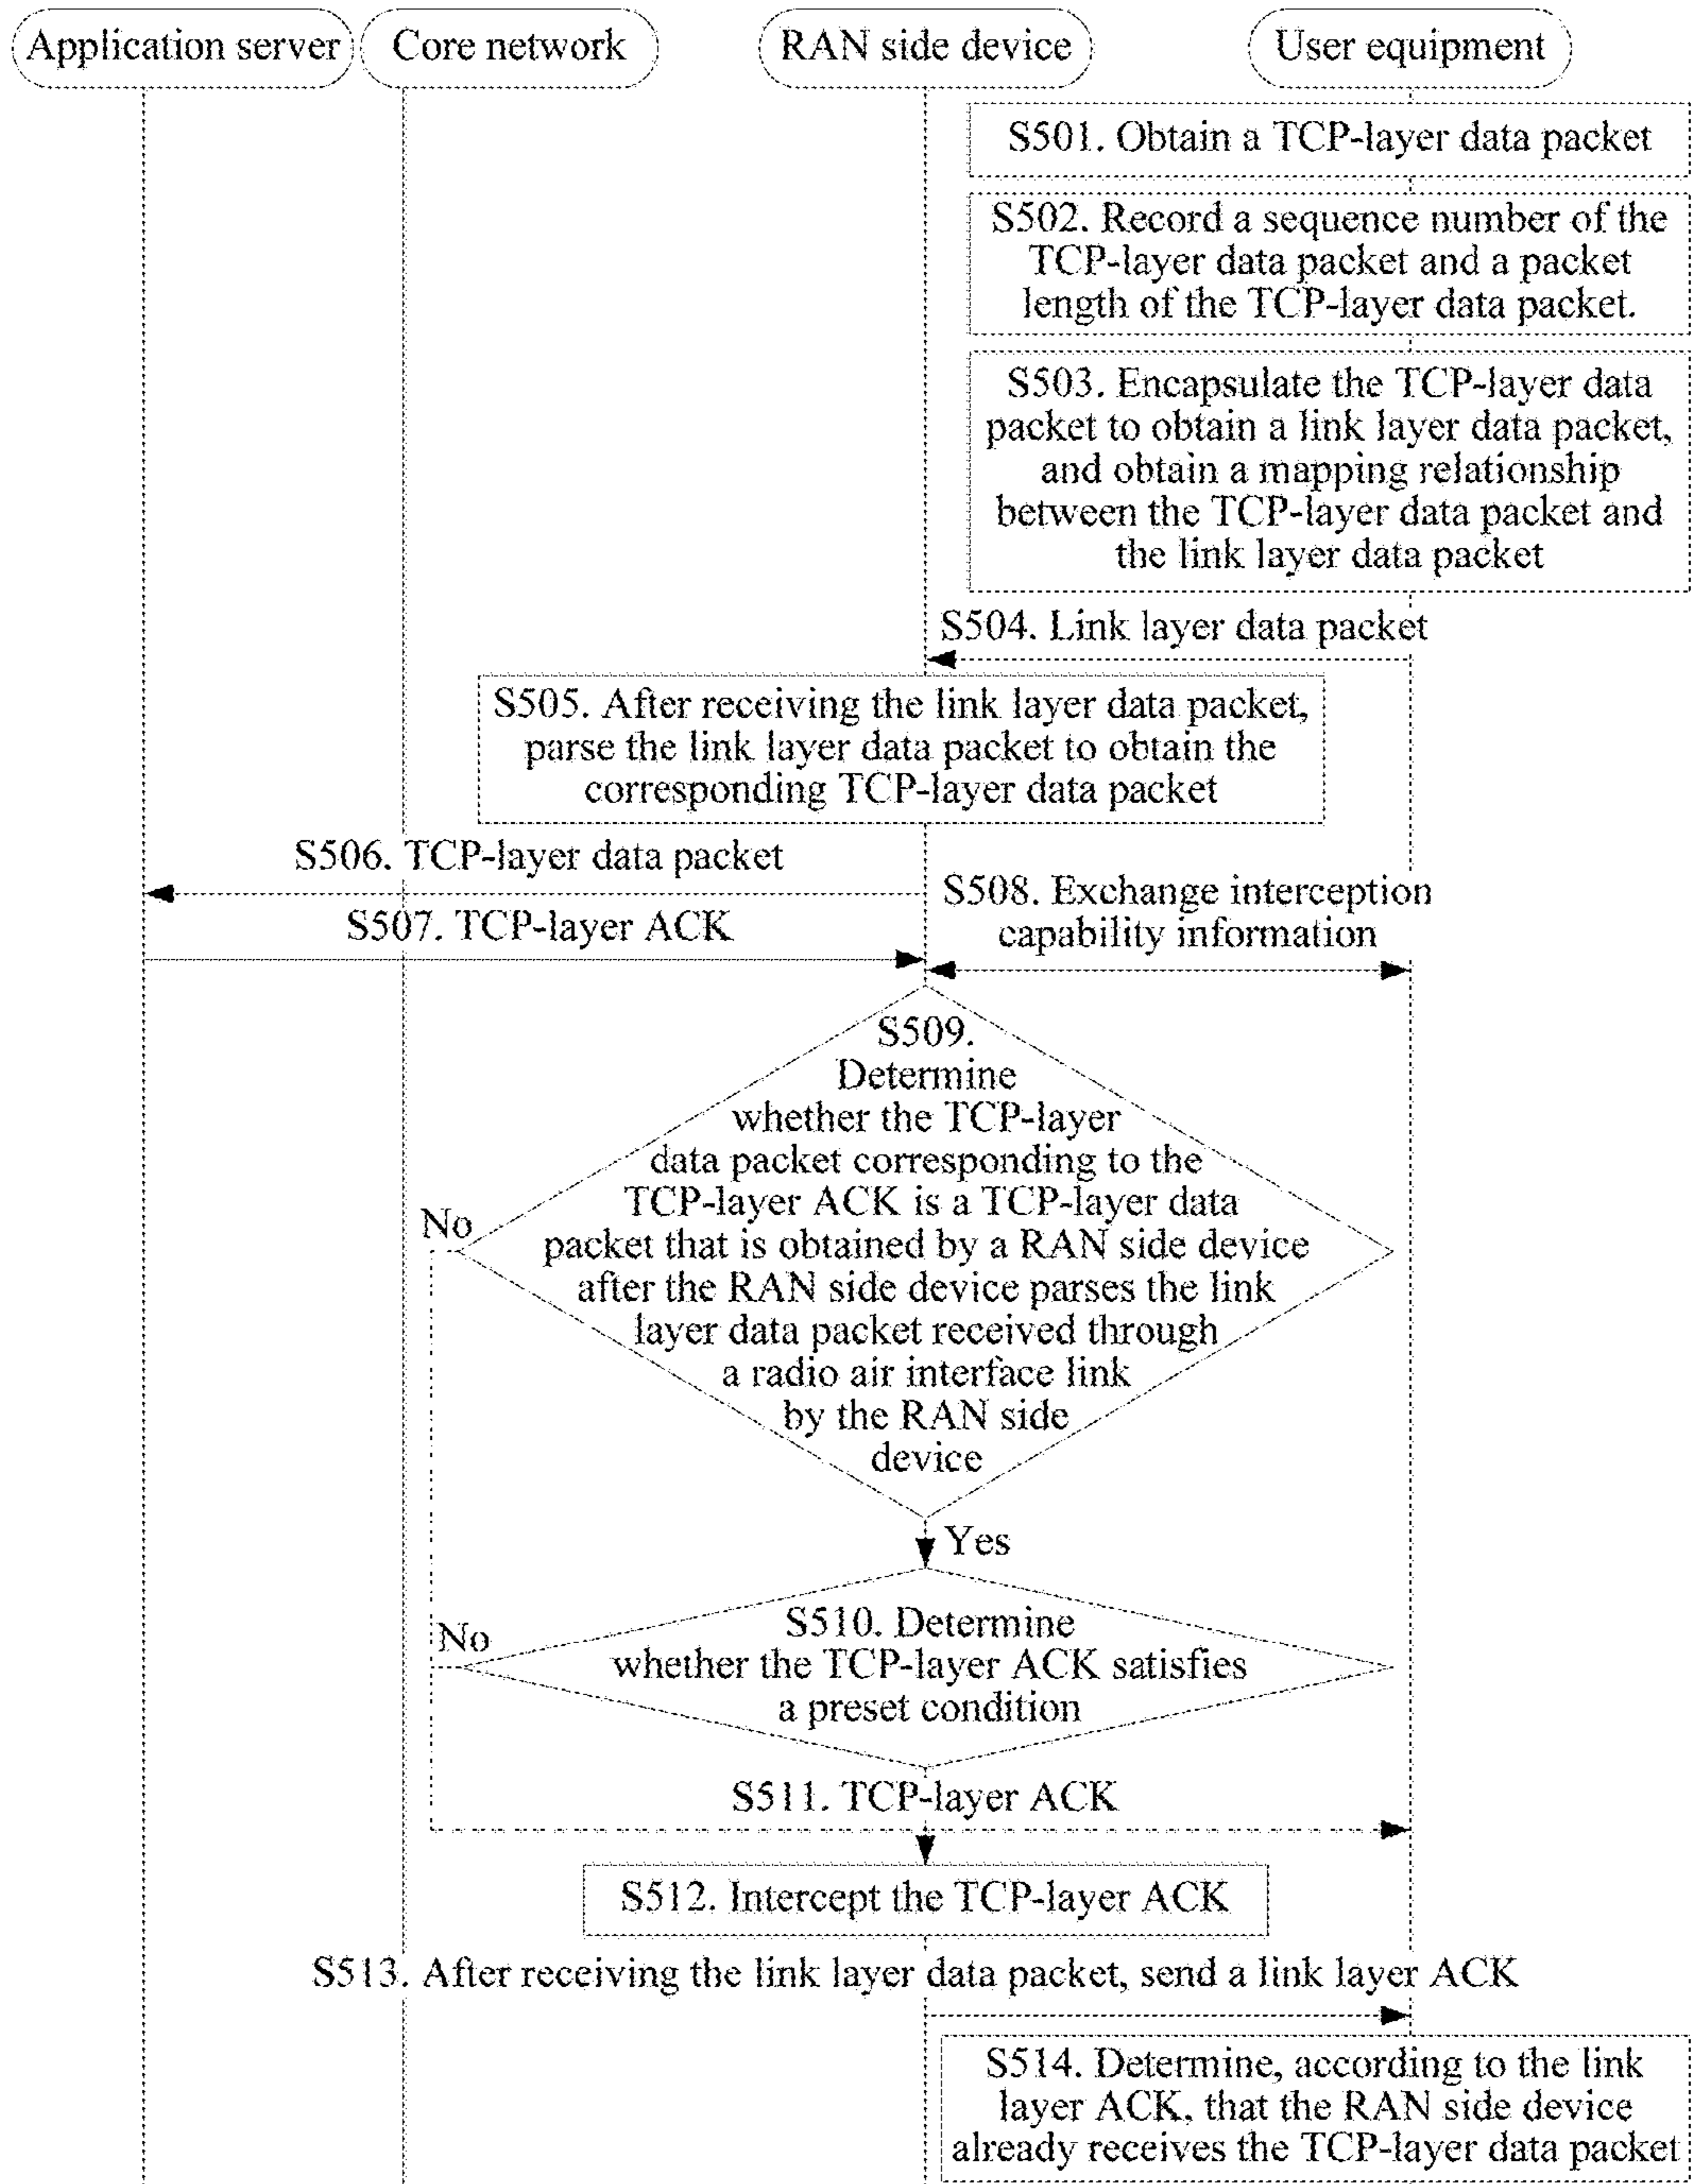 Application server
Core network
RAN side device
User equipment
S501. Obtain a TCP-layer data packet
S502. Record a sequence number of the
TCP-layer data packet and a packet
length of the TCP-layer data packet.
S503. Encapsulate the TCP-layer data
packet to obtain a link layer data packet,
and obtain a mapping relationship
between the TCP-layer data packet and
the link layer data packet
S504. Link layer data packet
S505. After receiving the link layer data packet,
parse the link layer data packet to obtain the
corresponding TCP-layer data packet
S506. TCP-layer data packet
S507. TCP-layer ACK
S508. Exchange interception
capability information
S509.
Determine
whether the TCP-layer
data packet corresponding to the
TCP-layer ACK is a TCP-layer data
packet that is obtained by a RAN side device
after the RAN side device parses the link
layer data packet received through
a radio air interface link
by the RAN side
device
No
Yes
S510. Determine
whether the TCP-layer ACK satisfies
a preset condition
No
S511. TCP-layer ACK
S512. Intercept the TCP-layer ACK
S513. After receiving the link layer data packet, send a link layer ACK
S514. Determine, according to the link
layer ACK, that the RAN side device
already receives the TCP-layer data packet